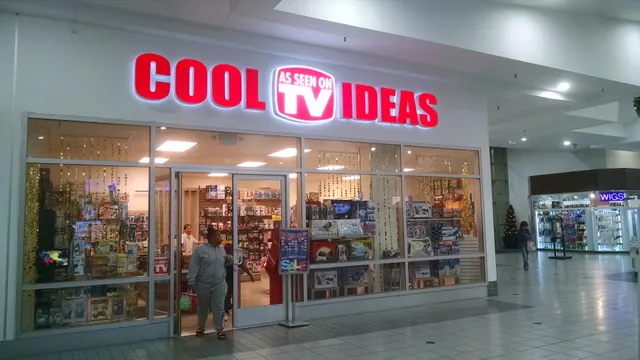 COOL AS SEEN ON TV IDEAS
WIGS